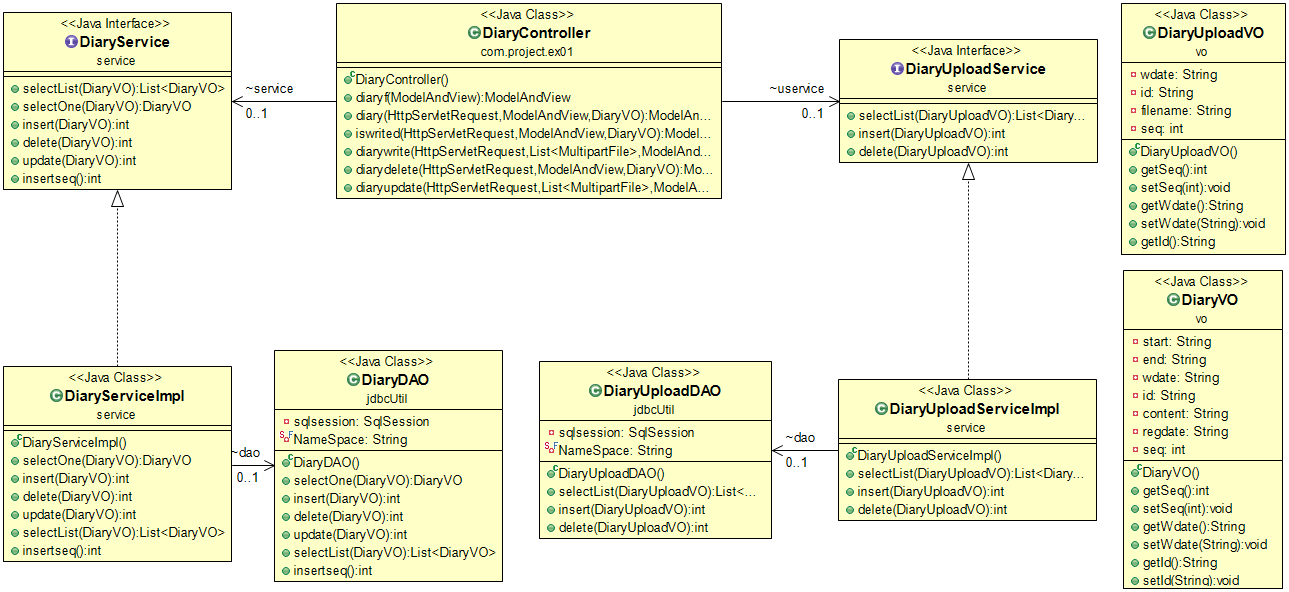 <<Java Interface>>
DiaryService
service
selectList(DiaryVO):List<DiaryVO>
selectOne(DiaryVO):DiaryVO
insert(DiaryVO):int
delete(DiaryVO):int
update(DiaryVO):int
insertseq():int
~service
0..1
<<Java Class>>
DiaryController
com.project.ex01
DiaryController()
diaryf(ModelAndView):ModelAndView
diary(HttpServletRequest,ModelAndView,DiaryVO):ModelAn...
iswrited(HttpServletRequest,ModelAndView,DiaryVO):Model...
diarywrite(HttpServletRequest,List<MultipartFile>,ModelAnd...
diarydelete(HttpServletRequest,ModelAndView,DiaryVO):Mo...
diaryupdate(HttpServletRequest,List<MultipartFile>,ModelA...
~uservice
0..1
<<Java Interface>>
DiaryUploadService
service
selectList(DiaryUploadVO):List<Diary...
insert(DiaryUploadVO):int
delete(DiaryUploadVO):int
<<Java Class>>
DiaryUploadVO
vo
wdate: String
id: String
filename: String
seq: int
DiaryUploadVO()
getSeq():int
setSeq(int):void
getWdate():String
setWdate(String):void
getId():String
<<Java Class>>
DiaryServiceImpl
service
DiaryServiceImpl()
selectOne(DiaryVO):DiaryVO
insert(DiaryVO):int
delete(DiaryVO):int
update(DiaryVO):int
selectList(DiaryVO):List<DiaryVO>
insertseq():int
~dao
0..1
<<Java Class>>
DiaryDAO
jdbcUtil
sqlsession: SqlSession
NameSpace: String
DiaryDAO()
selectOne(DiaryVO):DiaryVO
insert(DiaryVO):int
delete(DiaryVO):int
update(DiaryVO):int
selectList(DiaryVO):List<DiaryVO>
insertseq():int
<<Java Class>>
DiaryUploadDAO
jdbcUtil
sqlsession: SqlSession
NameSpace: String
DiaryUploadDAO()
selectList(DiaryUploadVO):List<...
insert(DiaryUploadVO):int
delete(DiaryUploadVO):int
~dao
0..1
<<Java Class>>
DiaryUploadServiceImpl
service
DiaryUploadServiceImpl()
selectList(DiaryUploadVO):List<Diary...
insert(DiaryUploadVO):int
delete(DiaryUploadVO):int
<<Java Class>>
DiaryVO
vo
start: String
end: String
wdate: String
id: String
content: String
regdate: String
seq: int
DiaryVO()
getSeq():int
setSeq(int):void
getWdate():String
setWdate(String):void
getId():String
setId(String):void